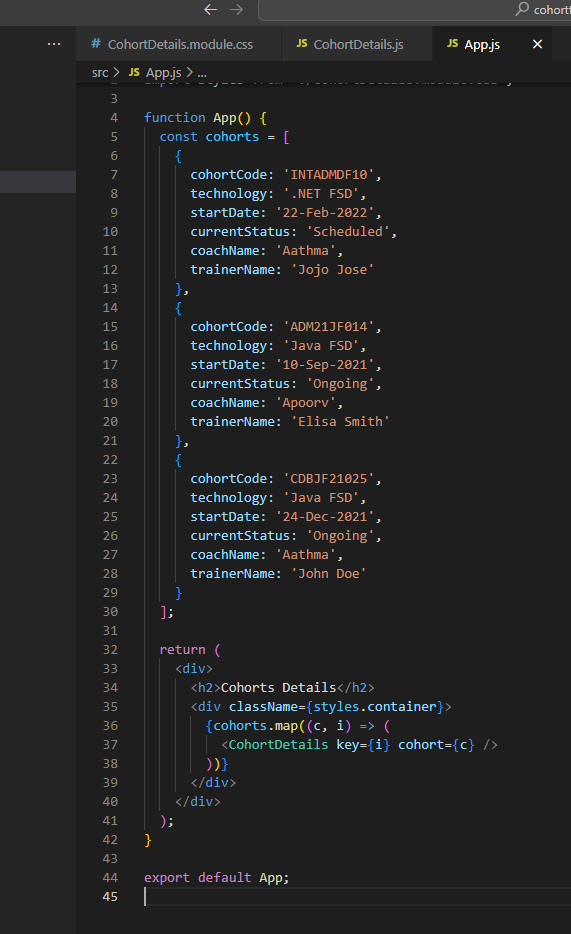 cohort
# CohortDetails.module.css JS CohortDetails.js JS App.js ×
src > JS App.js > ...
3
4 function App() {
5   const cohorts = [
6     {
7       cohortCode: 'INTADMDF10',
8       technology: '.NET FSD',
9       startDate: '22-Feb-2022',
10       currentStatus: 'Scheduled',
11       coachName: 'Aathma',
12       trainerName: 'Jojo Jose'
13     },
14     {
15       cohortCode: 'ADM21JF014',
16       technology: 'Java FSD',
17       startDate: '10-Sep-2021',
18       currentStatus: 'Ongoing',
19       coachName: 'Apoorv',
20       trainerName: 'Elisa Smith'
21     },
22     {
23       cohortCode: 'CDBJF21025',
24       technology: 'Java FSD',
25       startDate: '24-Dec-2021',
26       currentStatus: 'Ongoing',
27       coachName: 'Aathma',
28       trainerName: 'John Doe'
29     }
30   ];
31
32   return (
33     <div>
34       <h2>Cohorts Details</h2>
35       <div className={styles.container}>
36         {cohorts.map((c, i) => (
37           <CohortDetails key={i} cohort={c} />
38         ))}
39       </div>
40     </div>
41   );
42 }
43
44 export default App;
45